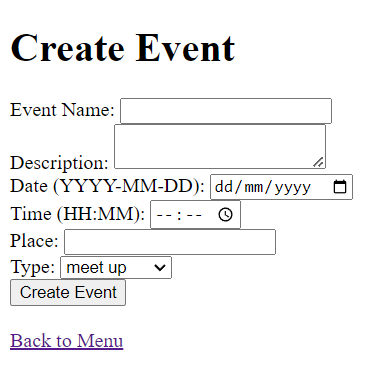 Create Event
Event Name:
Description:
Date (YYYY-MM-DD): dd/mm/yyyy
Time (HH:MM): --:--
Place:
Type: meet up
Create Event
Back to Menu